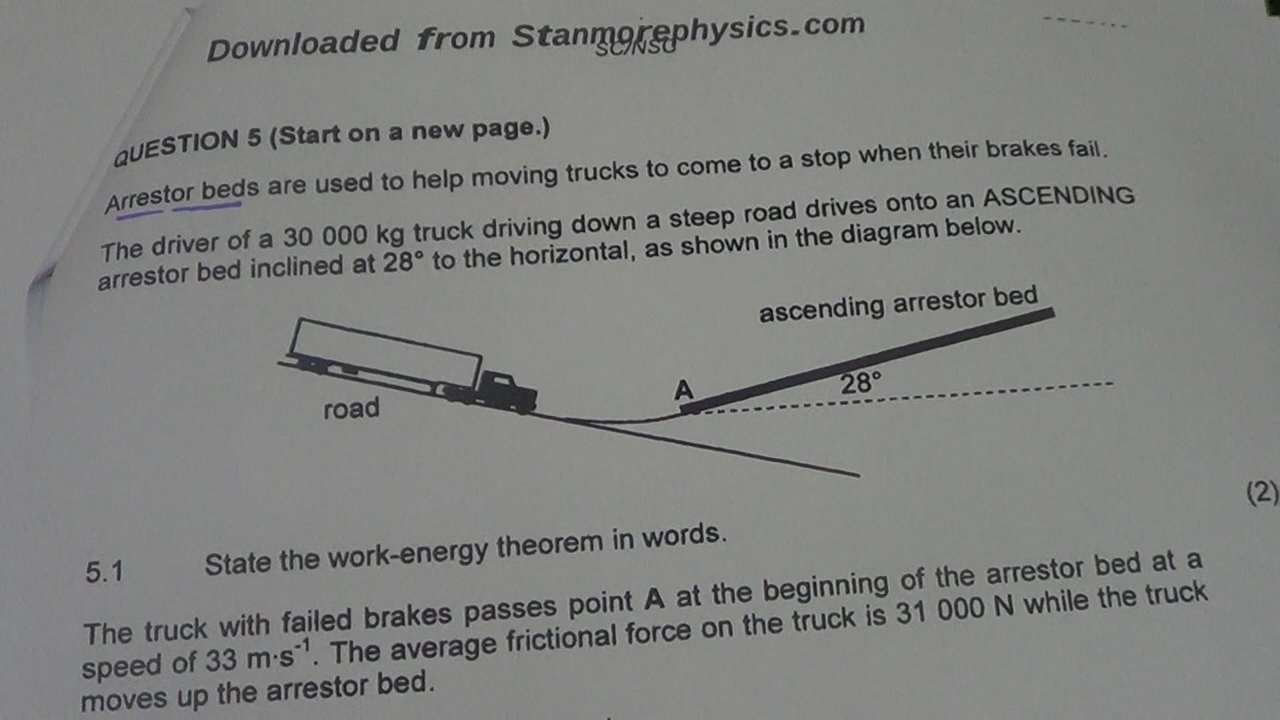 Downloaded from Stanmorephysics.com
SC/NSC
QUESTION 5 (Start on a new page.)
Arrestor beds are used to help moving trucks to come to a stop when their brakes fail.
The driver of a 30 000 kg truck driving down a steep road drives onto an ASCENDING
arrestor bed inclined at 28° to the horizontal, as shown in the diagram below.
ascending arrestor bed
A
28°
road
(2)
5.1 State the work-energy theorem in words.
The truck with failed brakes passes point A at the beginning of the arrestor bed at a
speed of 33 m·s⁻¹. The average frictional force on the truck is 31 000 N while the truck
moves up the arrestor bed.